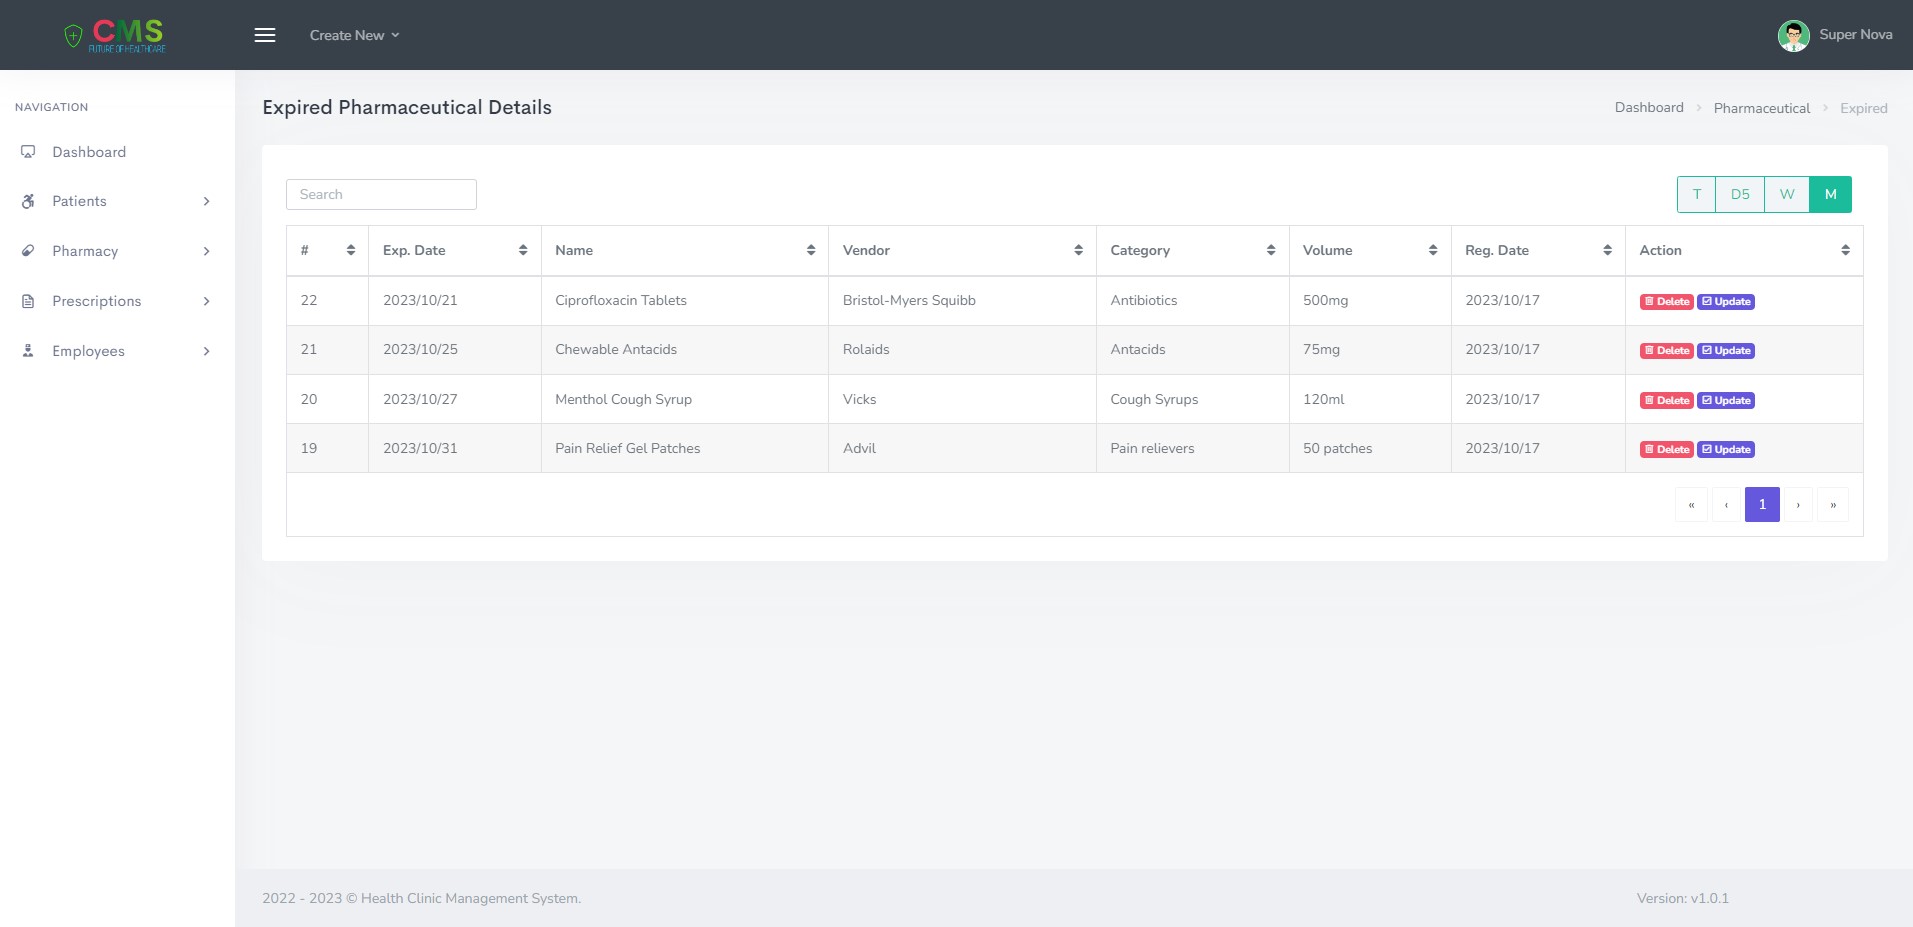 CMS
FUTURE OF HEALTHCARE
Create New
Super Nova
NAVIGATION
Dashboard
Patients
Pharmacy
Prescriptions
Employees
Expired Pharmaceutical Details
Dashboard > Pharmaceutical > Expired
Search
T D5 W M
# Exp. Date Name Vendor Category Volume Reg. Date Action
22 2023/10/21 Ciprofloxacin Tablets Bristol-Myers Squibb Antibiotics 500mg 2023/10/17 Delete Update
21 2023/10/25 Chewable Antacids Rolaids Antacids 75mg 2023/10/17 Delete Update
20 2023/10/27 Menthol Cough Syrup Vicks Cough Syrups 120ml 2023/10/17 Delete Update
19 2023/10/31 Pain Relief Gel Patches Advil Pain relievers 50 patches 2023/10/17 Delete Update
« ‹ 1 › »
2022 - 2023 © Health Clinic Management System.
Version: v1.0.1